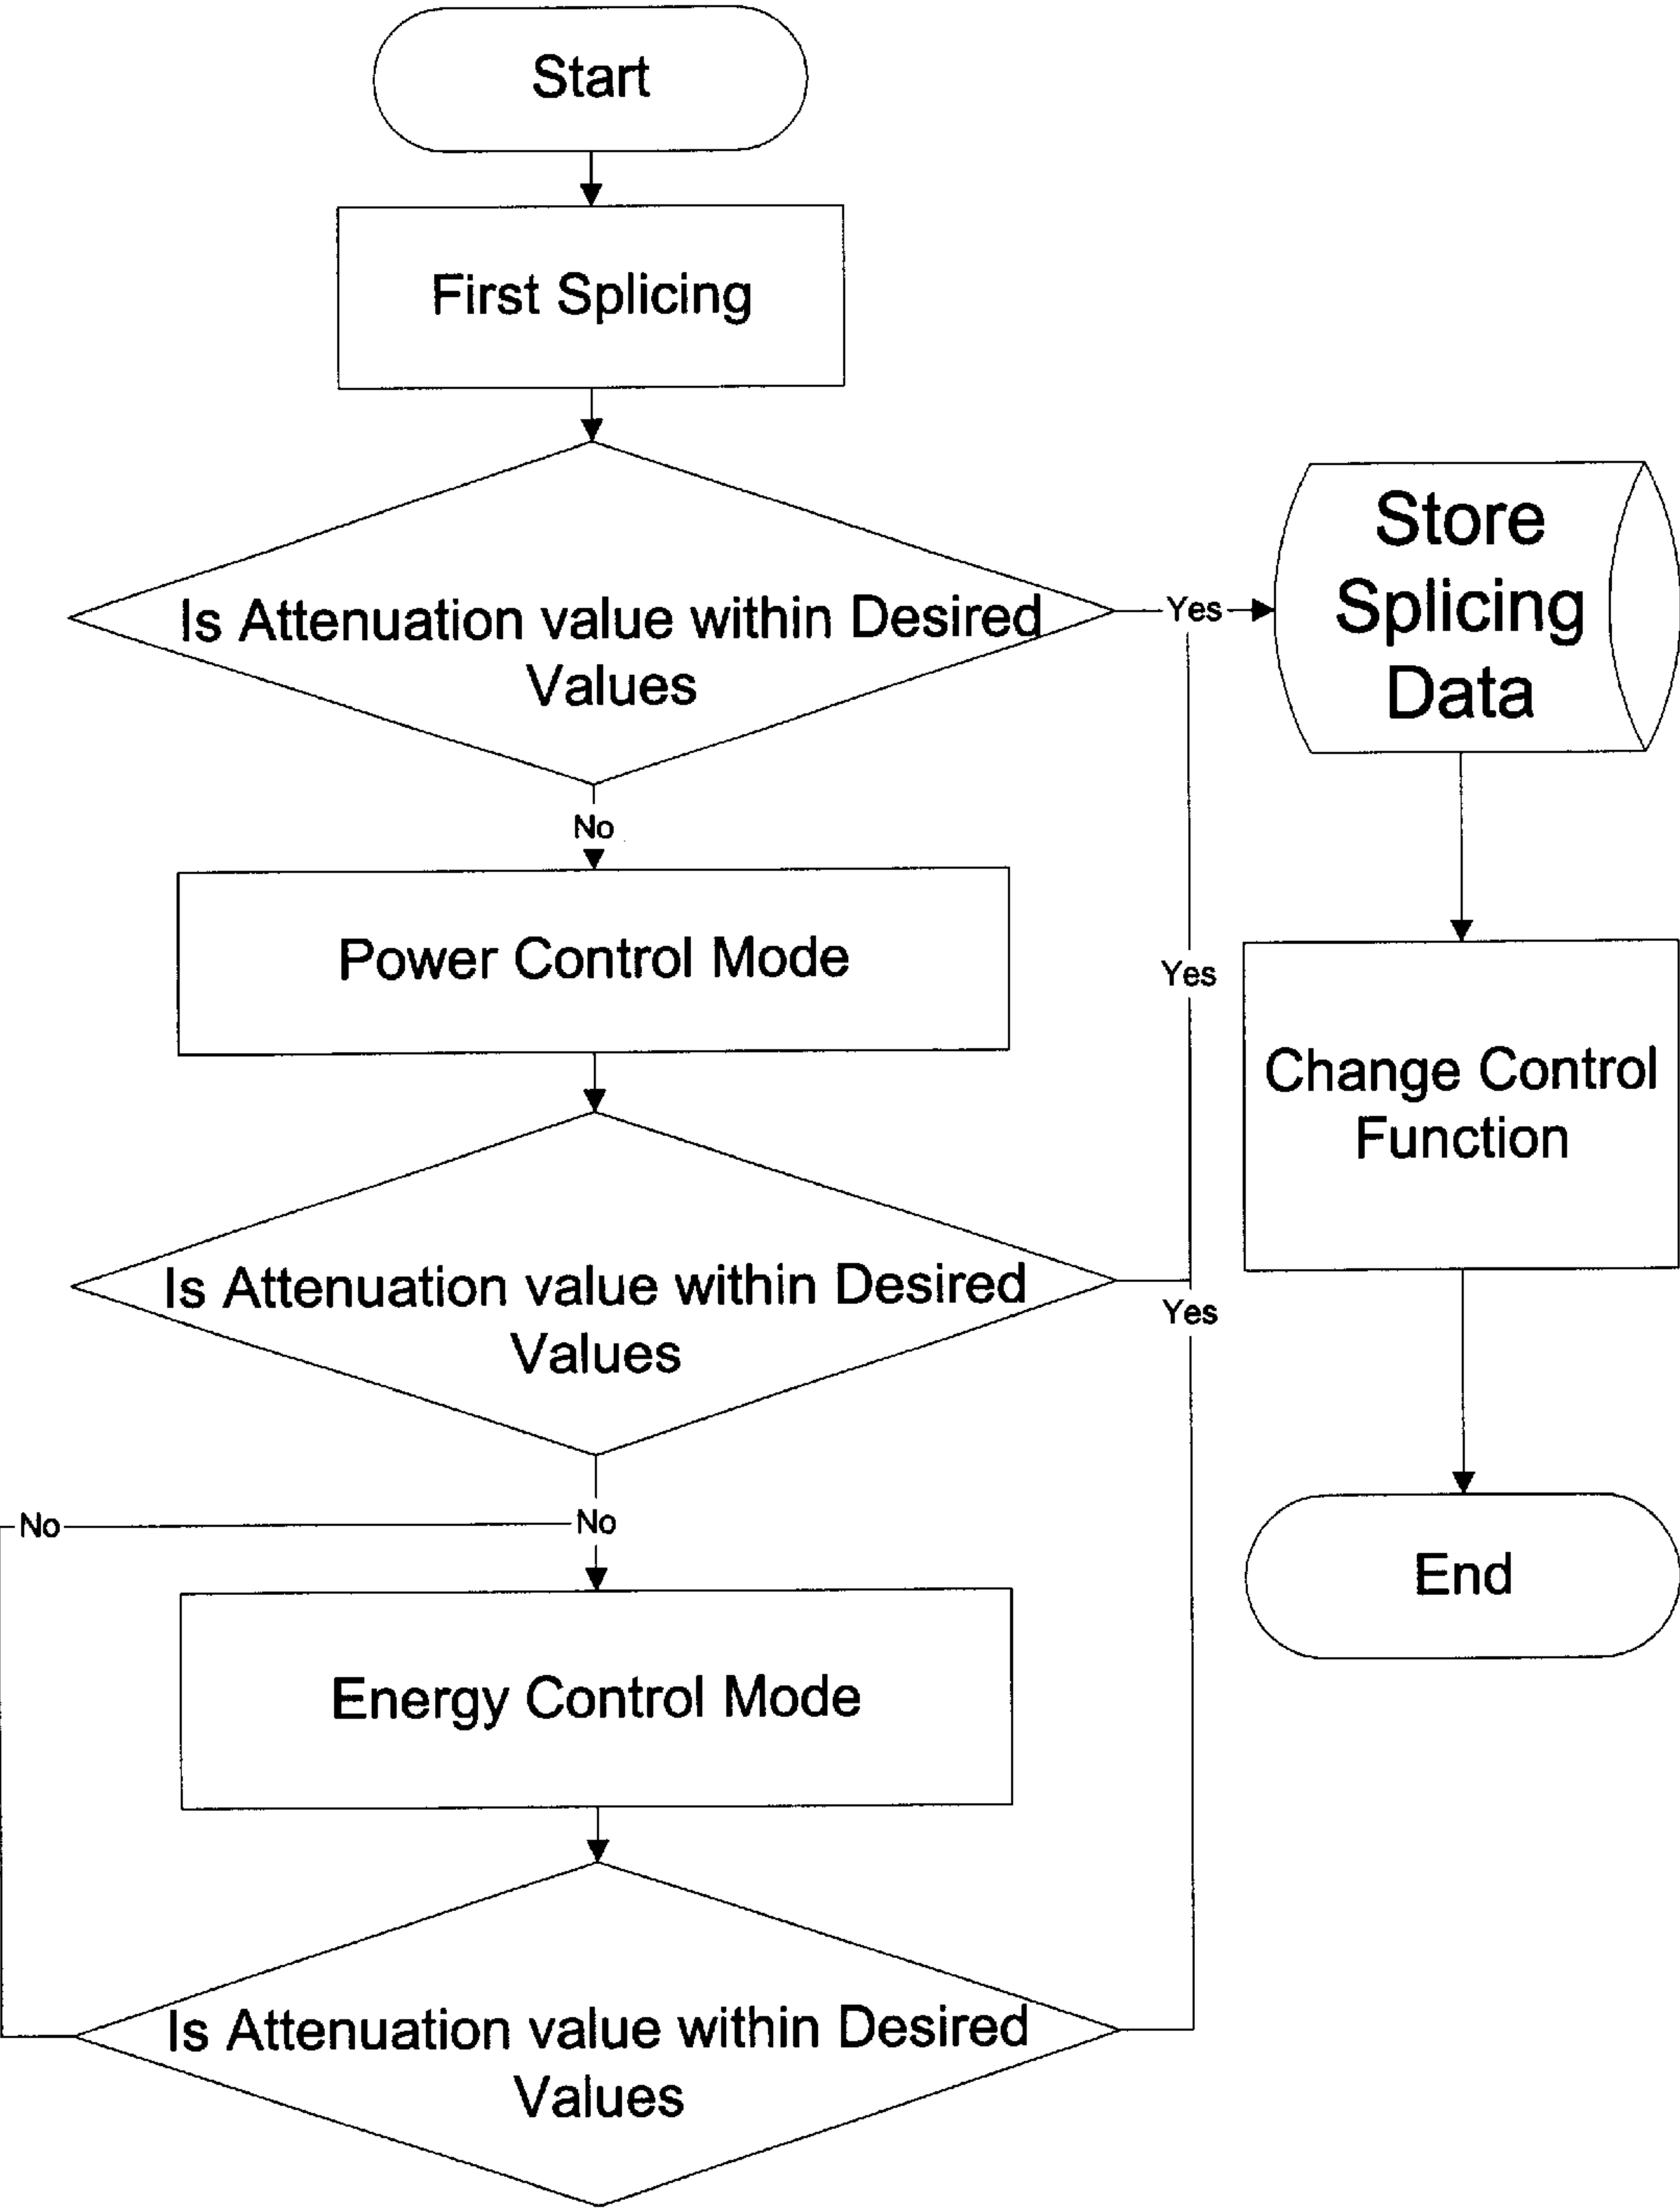 Start
First Splicing
Is Attenuation value within Desired
Values
Yes
Store
Splicing
Data
No
Power Control Mode
Yes
Change Control
Function
Is Attenuation value within Desired
Values
Yes
No
No
End
Energy Control Mode
Is Attenuation value within Desired
Values